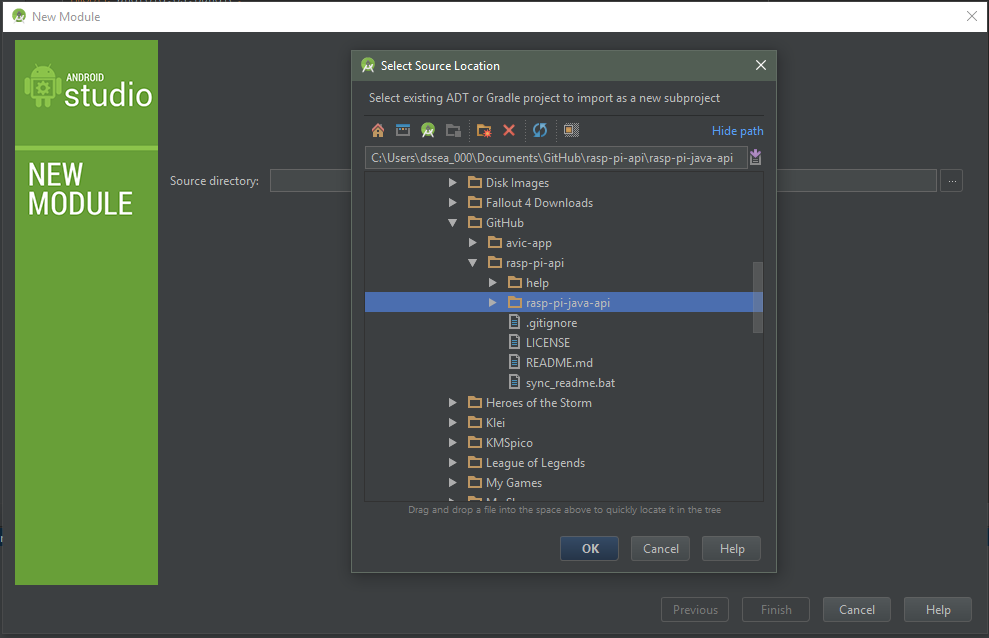 New Module
ANDROID
studio
NEW
MODULE
Source directory:
...
Select Source Location
Select existing ADT or Gradle project to import as a new subproject
Hide path
C:\Users\dssea_000\Documents\GitHub\rasp-pi-api\rasp-pi-java-api
Disk Images
Fallout 4 Downloads
GitHub
avic-app
rasp-pi-api
help
rasp-pi-java-api
.gitignore
LICENSE
README.md
sync_readme.bat
Heroes of the Storm
Klei
KMSpico
League of Legends
My Games
Drag and drop a file into the space above to quickly locate it in the tree
OK Cancel Help
Previous Finish Cancel Help